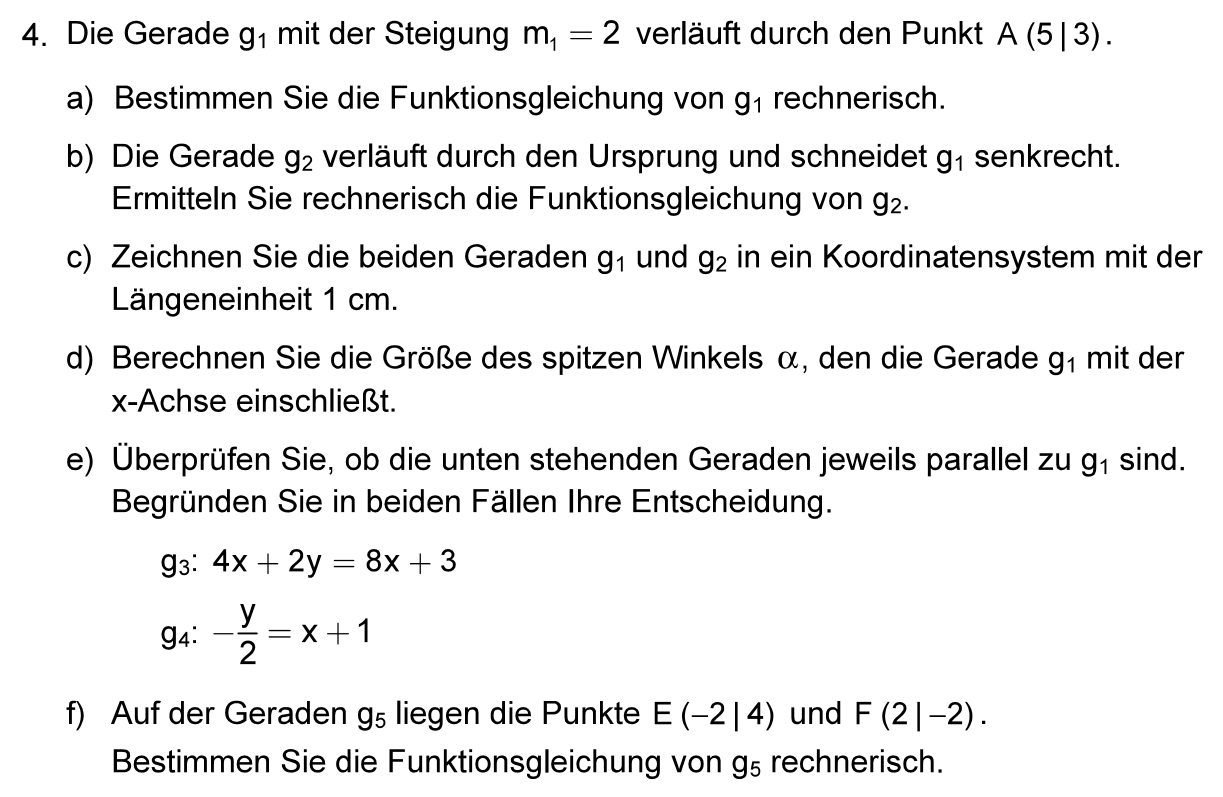 4. Die Gerade g₁ mit der Steigung m₁ = 2 verläuft durch den Punkt A (5 | 3).
a) Bestimmen Sie die Funktionsgleichung von g₁ rechnerisch.
b) Die Gerade g₂ verläuft durch den Ursprung und schneidet g₁ senkrecht.
Ermitteln Sie rechnerisch die Funktionsgleichung von g₂.
c) Zeichnen Sie die beiden Geraden g₁ und g₂ in ein Koordinatensystem mit der
Längeneinheit 1 cm.
d) Berechnen Sie die Größe des spitzen Winkels α, den die Gerade g₁ mit der
x-Achse einschließt.
e) Überprüfen Sie, ob die unten stehenden Geraden jeweils parallel zu g₁ sind.
Begründen Sie in beiden Fällen Ihre Entscheidung.
g₃: 4x + 2y = 8x + 3
g₄: −y/2 = x + 1
f) Auf der Geraden g₅ liegen die Punkte E (−2 | 4) und F (2 | −2).
Bestimmen Sie die Funktionsgleichung von g₅ rechnerisch.